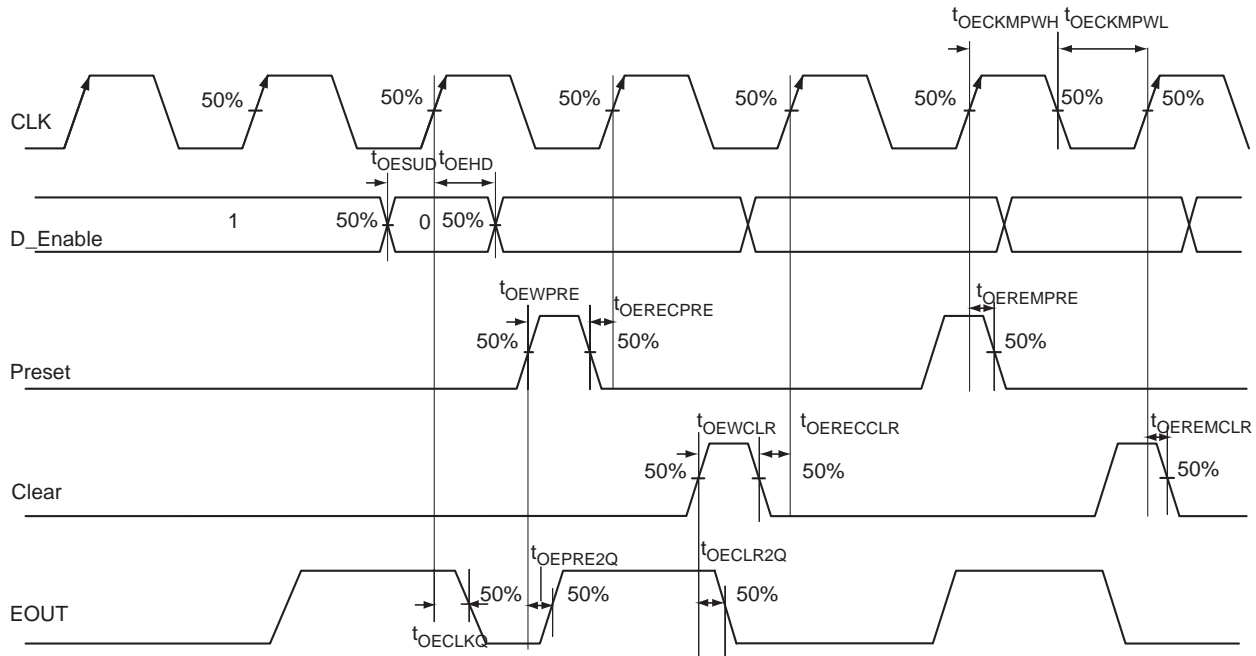 tOECKMPWH tOECKMPWL
50% 50% 50% 50% 50% 50% 50%
CLK
tOESUD tOEHD
1 50% 0 50%
D_Enable
tOEWPRE tOERECPRE tOEREMPRE
50% 50% 50%
Preset
tOEWCLR tOERECCLR tOEREMCLR
50% 50% 50%
Clear
tOEPRE2Q tOECLR2Q
50% 50% 50%
EOUT
tOECLKQ